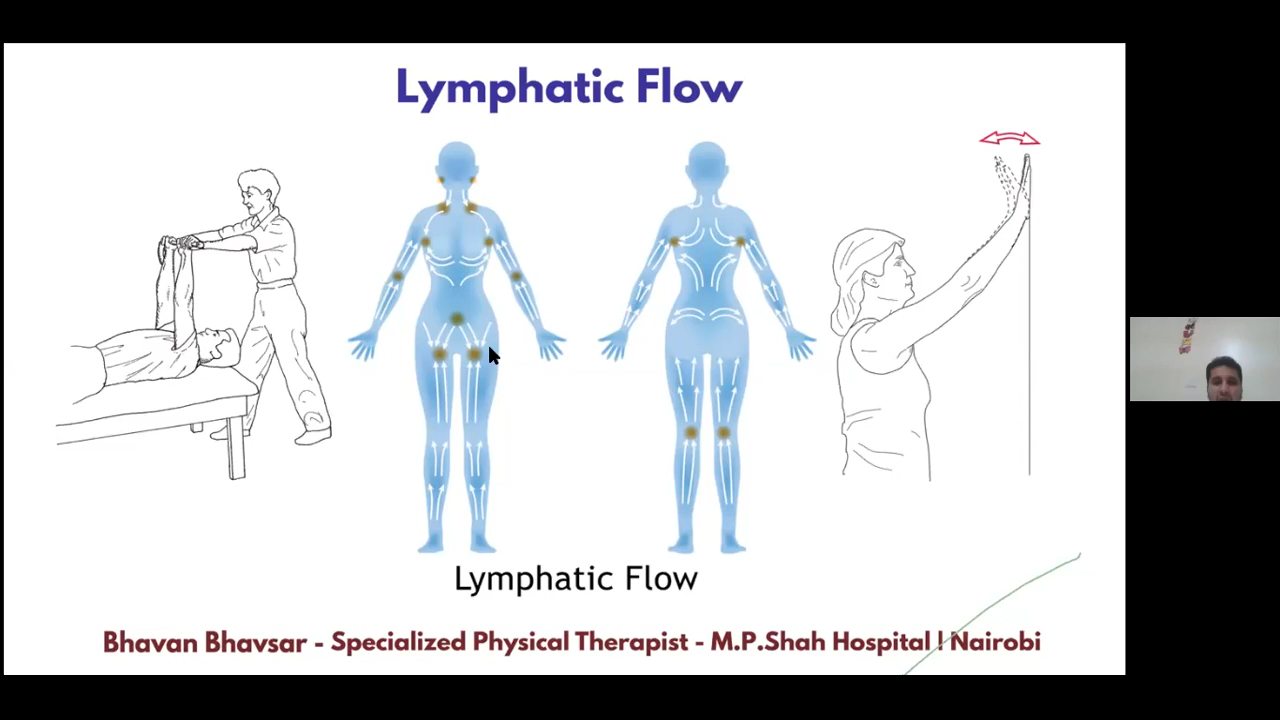 Lymphatic Flow
Lymphatic Flow
Bhavan Bhavsar - Specialized Physical Therapist - M.P.Shah Hospital | Nairobi